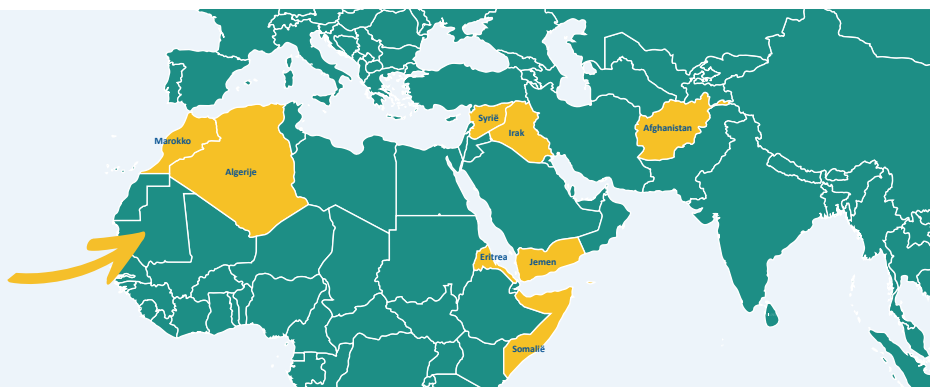 Syrië
Irak
Afghanistan
Marokko
Algerije
Eritrea
Jemen
Somalië